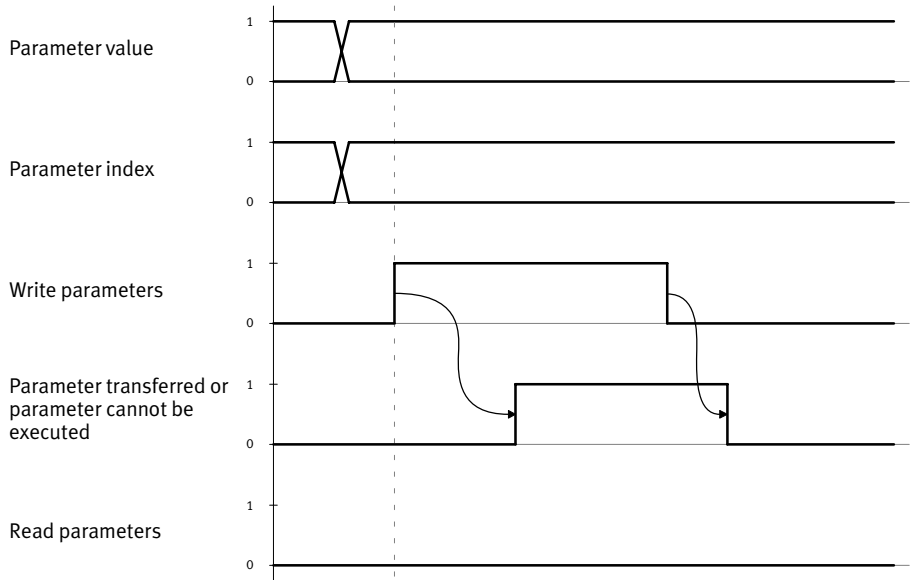 1
Parameter value
0
1
Parameter index
0
1
Write parameters
0
Parameter transferred or
1
parameter cannot be
executed
0
1
Read parameters
0